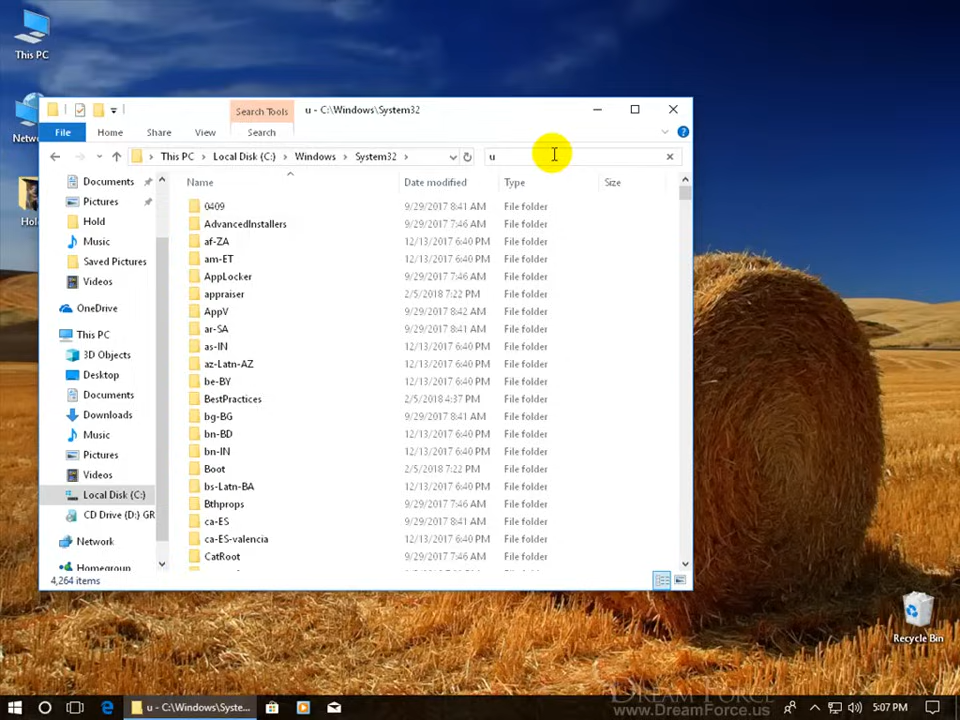 This PC
Netw
Hol
Search Tools
u - C:\Windows\System32
File
Home
Share
View
Search
This PC
Local Disk (C:)
Windows
System32
u
Documents
Pictures
Hold
Music
Saved Pictures
Videos
OneDrive
This PC
3D Objects
Desktop
Documents
Downloads
Music
Pictures
Videos
Local Disk (C:)
CD Drive (D:) GR
Network
Homegroup
Name Date modified Type Size
0409 9/29/2017 8:41 AM File folder
AdvancedInstallers 9/29/2017 7:46 AM File folder
af-ZA 12/13/2017 6:40 PM File folder
am-ET 12/13/2017 6:40 PM File folder
AppLocker 9/29/2017 7:46 AM File folder
appraiser 2/5/2018 7:22 PM File folder
AppV 9/29/2017 8:42 AM File folder
ar-SA 9/29/2017 8:41 AM File folder
as-IN 12/13/2017 6:40 PM File folder
az-Latn-AZ 12/13/2017 6:40 PM File folder
be-BY 12/13/2017 6:40 PM File folder
BestPractices 2/5/2018 4:37 PM File folder
bg-BG 9/29/2017 8:41 AM File folder
bn-BD 12/13/2017 6:40 PM File folder
bn-IN 12/13/2017 6:40 PM File folder
Boot 2/5/2018 7:22 PM File folder
bs-Latn-BA 12/13/2017 6:40 PM File folder
Bthprops 9/29/2017 7:46 AM File folder
ca-ES 9/29/2017 8:41 AM File folder
ca-ES-valencia 12/13/2017 6:40 PM File folder
CatRoot 9/29/2017 7:46 AM File folder
4,264 items
Recycle Bin
u - C:\Windows\Syste...
Dream Force
www.DreamForce.us
5:07 PM